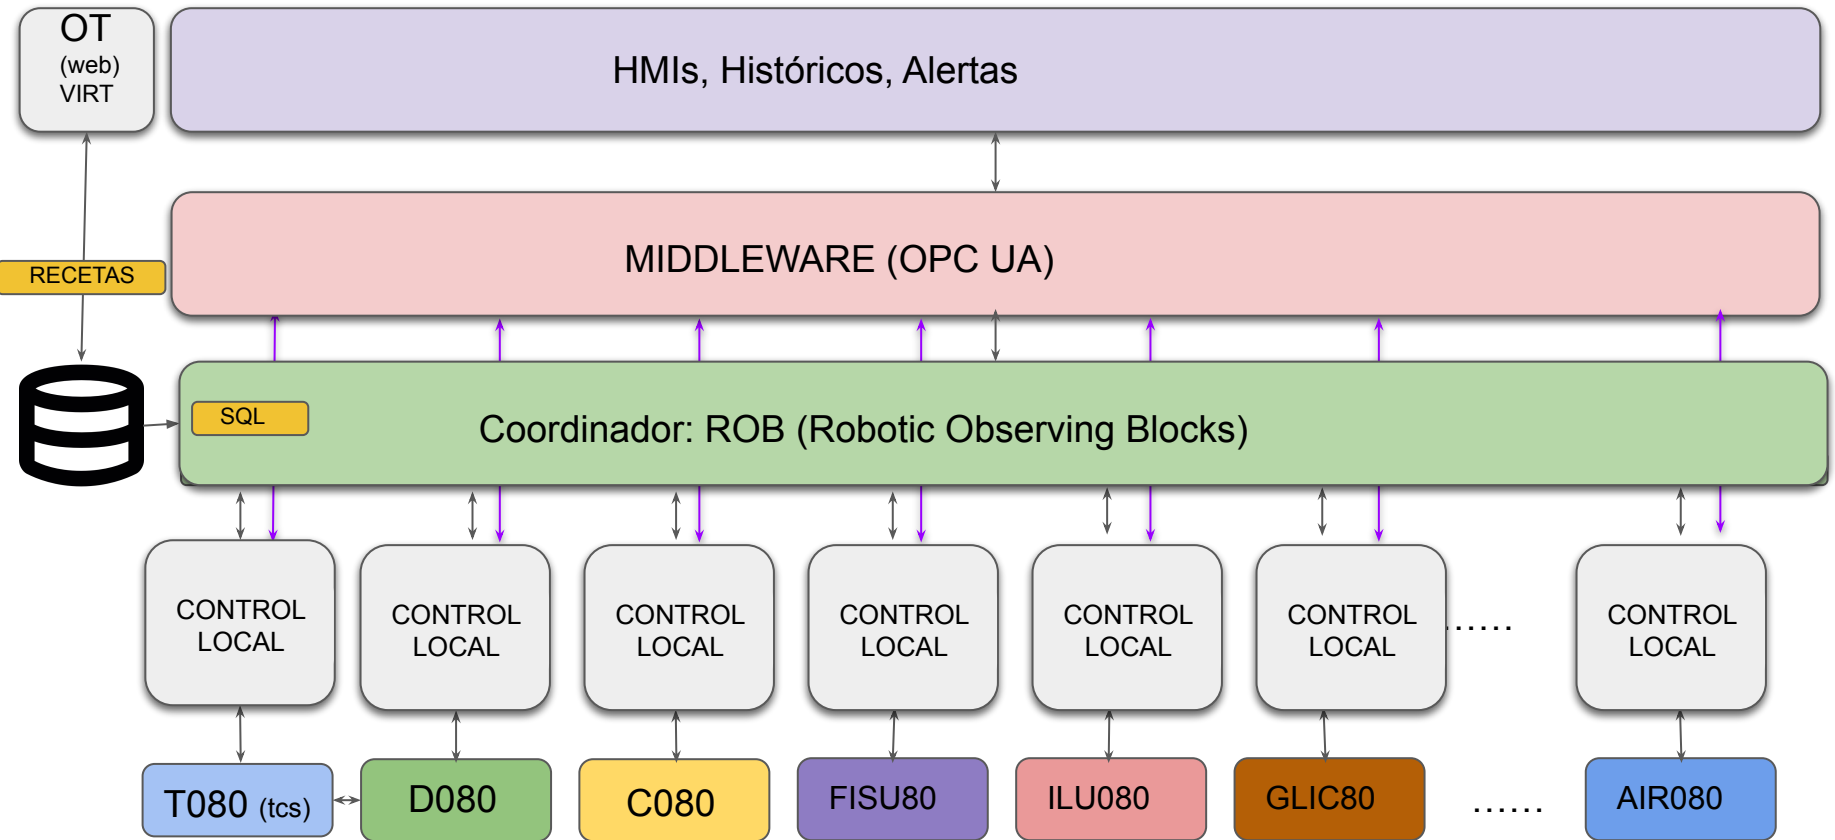 OT
(web)
VIRT
HMIs, Históricos, Alertas
MIDDLEWARE (OPC UA)
RECETAS
SQL
Coordinador: ROB (Robotic Observing Blocks)
CONTROL
LOCAL
CONTROL
LOCAL
CONTROL
LOCAL
CONTROL
LOCAL
CONTROL
LOCAL
CONTROL
LOCAL
......
CONTROL
LOCAL
T080 (tcs)
D080
C080
FISU80
ILU080
GLIC80
......
AIR080